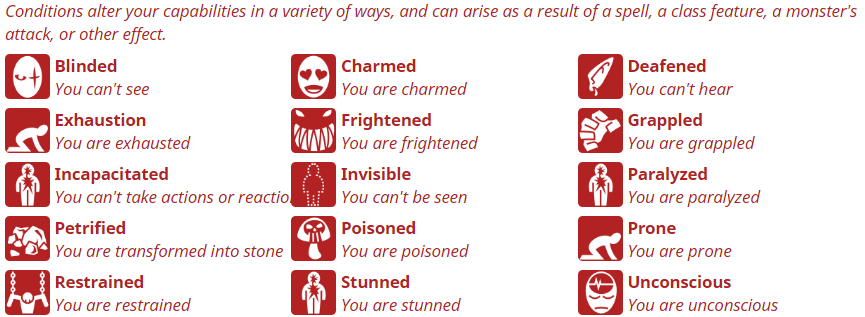 Conditions alter your capabilities in a variety of ways, and can arise as a result of a spell, a class feature, a monster's
attack, or other effect.
Blinded
You can't see
Charmed
You are charmed
Deafened
You can't hear
Exhaustion
You are exhausted
Frightened
You are frightened
Grappled
You are grappled
Incapacitated
You can't take actions or reactio
Invisible
You can't be seen
Paralyzed
You are paralyzed
Petrified
You are transformed into stone
Poisoned
You are poisoned
Prone
You are prone
Restrained
You are restrained
Stunned
You are stunned
Unconscious
You are unconscious